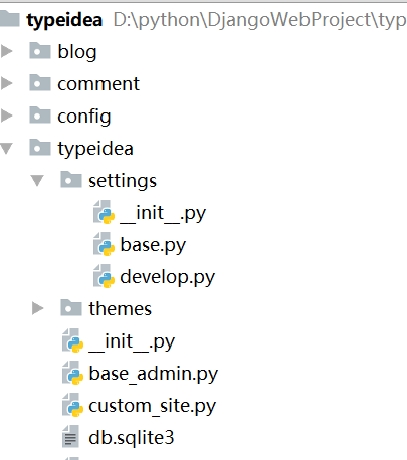 typeidea D:\python\DjangoWebProject\typ
blog
comment
config
typeidea
settings
__init__.py
base.py
develop.py
themes
__init__.py
base_admin.py
custom_site.py
db.sqlite3